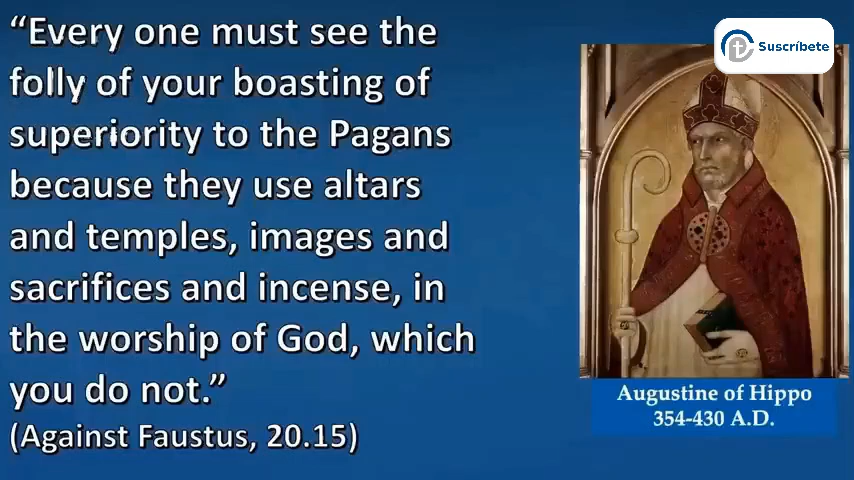 “Every one must see the
folly of your boasting of
superiority to the Pagans
because they use altars
and temples, images and
sacrifices and incense, in
the worship of God, which
you do not.”
(Against Faustus, 20.15)
Suscríbete
Augustine of Hippo
354-430 A.D.